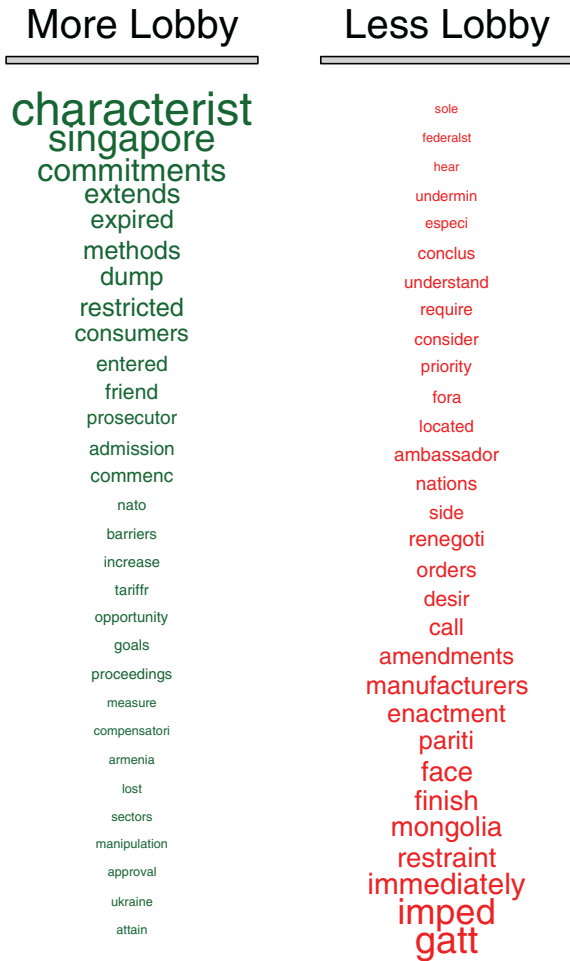 More Lobby
characterist
singapore
commitments
extends
expired
methods
dump
restricted
consumers
entered
friend
prosecutor
admission
commenc
nato
barriers
increase
tariffr
opportunity
goals
proceedings
measure
compensatori
armenia
lost
sectors
manipulation
approval
ukraine
attain
Less Lobby
sole
federalst
hear
undermin
especi
conclus
understand
require
consider
priority
fora
located
ambassador
nations
side
renegoti
orders
desir
call
amendments
manufacturers
enactment
pariti
face
finish
mongolia
restraint
immediately
imped
gatt